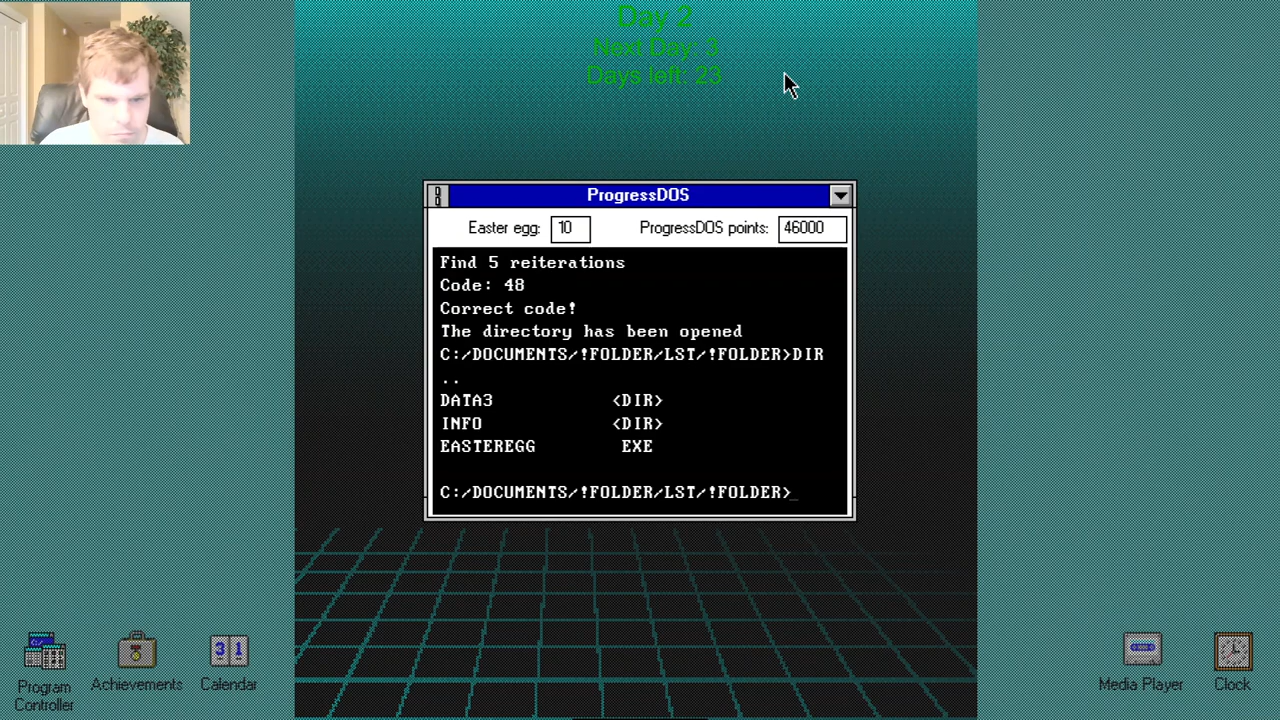 Day 2
Next Day: 3
Days left: 23
ProgressDOS
Easter egg: 10 ProgressDOS points: 46000
Find 5 reiterations
Code: 48
Correct code!
The directory has been opened
C:/DOCUMENTS/!FOLDER/LST/!FOLDER>DIR
..
DATA3 <DIR>
INFO <DIR>
EASTEREGG EXE
C:/DOCUMENTS/!FOLDER/LST/!FOLDER>_
Program Controller
Achievements
31
Calendar
Media Player
Clock